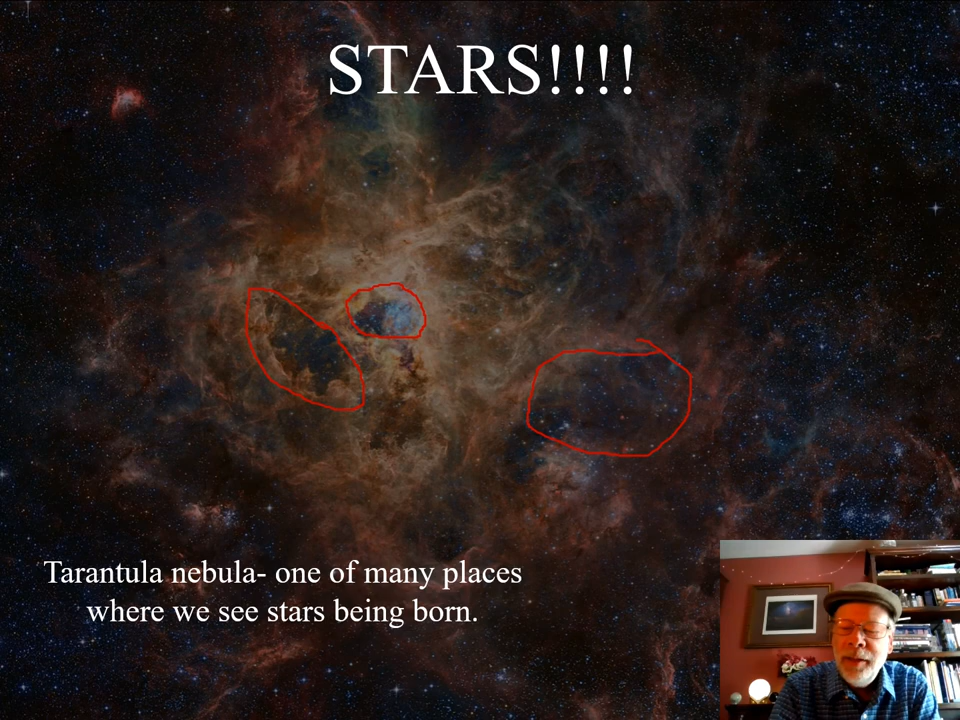 STARS!!!!
Tarantula nebula- one of many places
where we see stars being born.